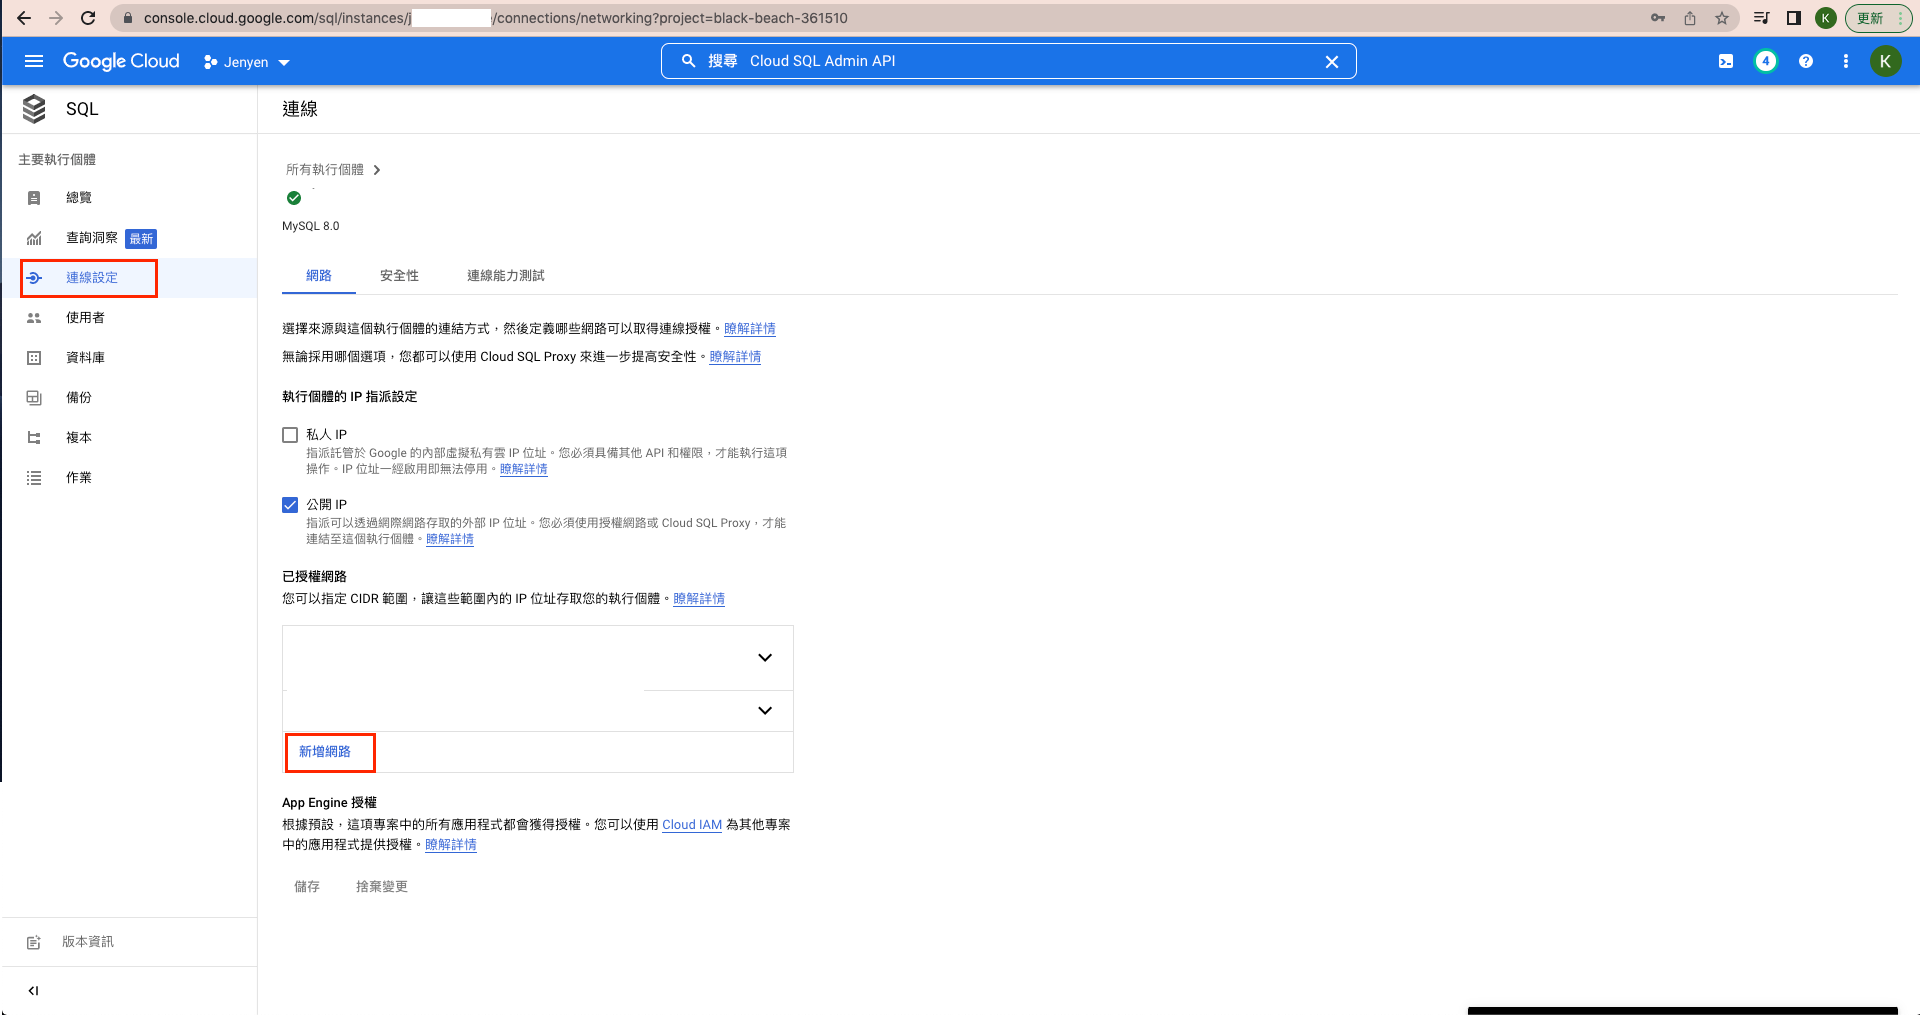 console.cloud.google.com/sql/instances/j /connections/networking?project=black-beach-361510
K
更新
Google Cloud
Jenyen
搜尋 Cloud SQL Admin API
4
K
SQL
連線
主要執行個體
總覽
查詢洞察 最新
連線設定
使用者
資料庫
備份
複本
作業
版本資訊
所有執行個體
MySQL 8.0
網路
安全性
連線能力測試
選擇來源與這個執行個體的連結方式,然後定義哪些網路可以取得連線授權。瞭解詳情
無論採用哪個選項,您都可以使用 Cloud SQL Proxy 來進一步提高安全性。瞭解詳情
執行個體的 IP 指派設定
私人 IP
指派託管於 Google 的內部虛擬私有雲 IP 位址。您必須具備其他 API 和權限,才能執行這項
操作。IP 位址一經啟用即無法停用。瞭解詳情
公開 IP
指派可以透過網際網路存取的外部 IP 位址。您必須使用授權網路或 Cloud SQL Proxy,才能
連結至這個執行個體。瞭解詳情
已授權網路
您可以指定 CIDR 範圍,讓這些範圍內的 IP 位址存取您的執行個體。瞭解詳情
新增網路
App Engine 授權
根據預設,這項專案中的所有應用程式都會獲得授權。您可以使用 Cloud IAM 為其他專案
中的應用程式提供授權。瞭解詳情
儲存
捨棄變更